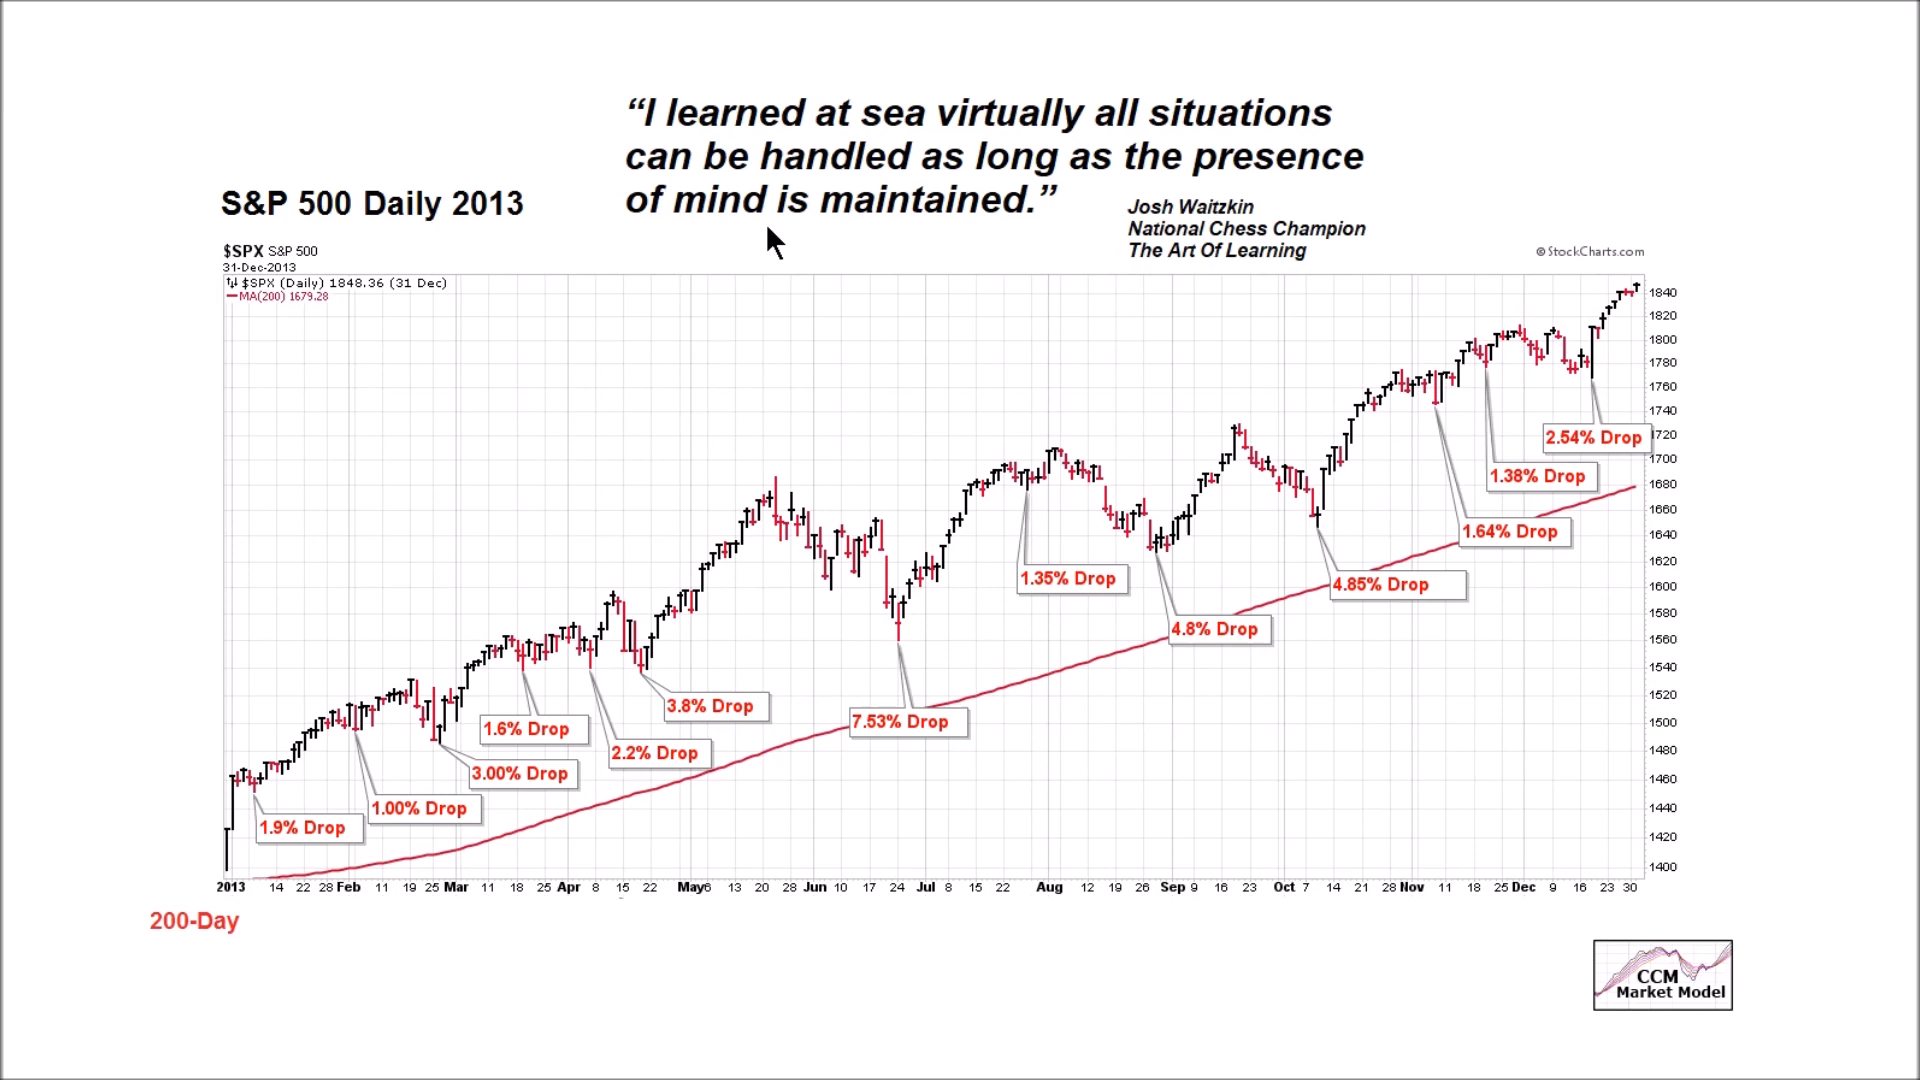 “I learned at sea virtually all situations
can be handled as long as the presence
of mind is maintained.”
Josh Waitzkin
National Chess Champion
The Art Of Learning
S&P 500 Daily 2013
$SPX S&P 500
31-Dec-2013
© StockCharts.com
$SPX (Daily) 1848.36 (31 Dec)
MA(200) 1679.28
1840
1820
1800
1780
1760
1740
1720
1700
1680
1660
1640
1620
1600
1580
1560
1540
1520
1500
1480
1460
1440
1420
1400
2.54% Drop
1.38% Drop
1.64% Drop
1.35% Drop
4.85% Drop
4.8% Drop
3.8% Drop
7.53% Drop
1.6% Drop
2.2% Drop
3.00% Drop
1.00% Drop
1.9% Drop
2013 14 22 28 Feb 11 19 25 Mar 11 18 25 Apr 8 15 22 May6 13 20 28 Jun 10 17 24 Jul 8 15 22 Aug 12 19 26 Sep 9 16 23 Oct 7 14 21 28 Nov 11 18 25 Dec 9 16 23 30
200-Day
CCM
Market Model